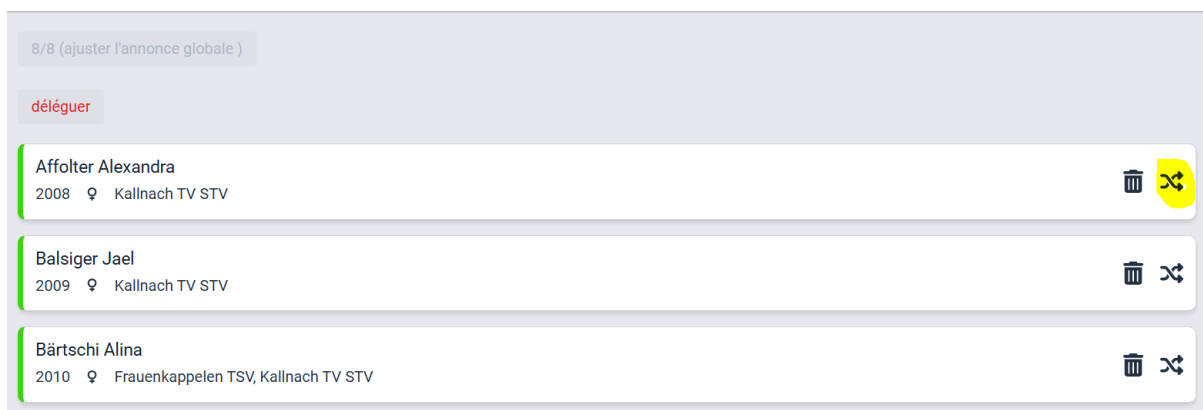 8/8 (ajuster l'annonce globale )
déléguer
Affolter Alexandra
2008 ♀ Kallnach TV STV
Balsiger Jael
2009 ♀ Kallnach TV STV
Bärtschi Alina
2010 ♀ Frauenkappelen TSV, Kallnach TV STV